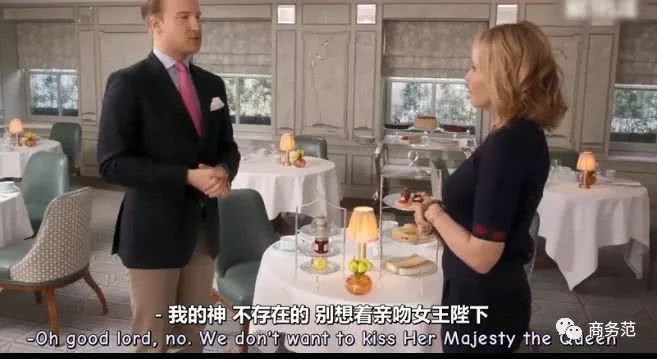 - 我的神 不存在的 别想着亲吻女王陛下
-Oh good lord, no. We don't want to kiss Her Majesty the Queen
商务范